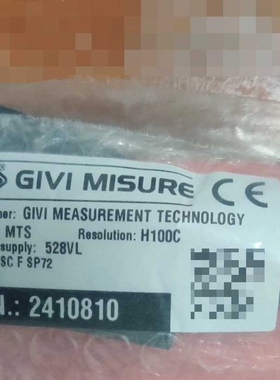 ® GIVI MISURE CE
ner: GIVI MEASUREMENT TECHNOLOGY
MTS Resolution: H100C
supply: 528VL
SC F SP72
N.: 2410810